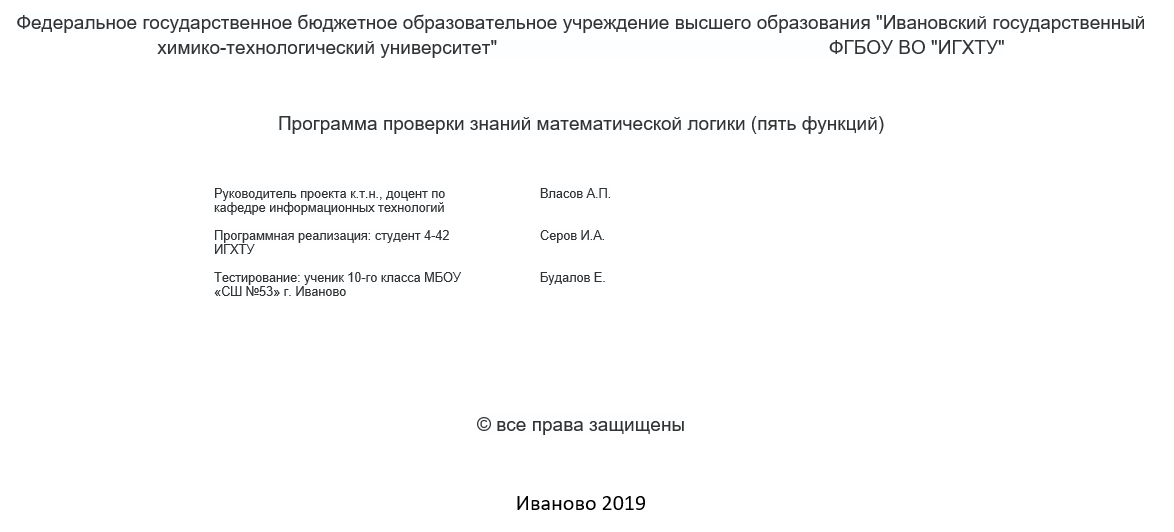 Федеральное государственное бюджетное образовательное учреждение высшего образования "Ивановский государственный
химико-технологический университет" ФГБОУ ВО "ИГХТУ"
Программа проверки знаний математической логики (пять функций)
Руководитель проекта к.т.н., доцент по Власов А.П.
кафедре информационных технологий
Программная реализация: студент 4-42 Серов И.А.
ИГХТУ
Тестирование: ученик 10-го класса МБОУ Будалов Е.
«СШ №53» г. Иваново
© все права защищены
Иваново 2019